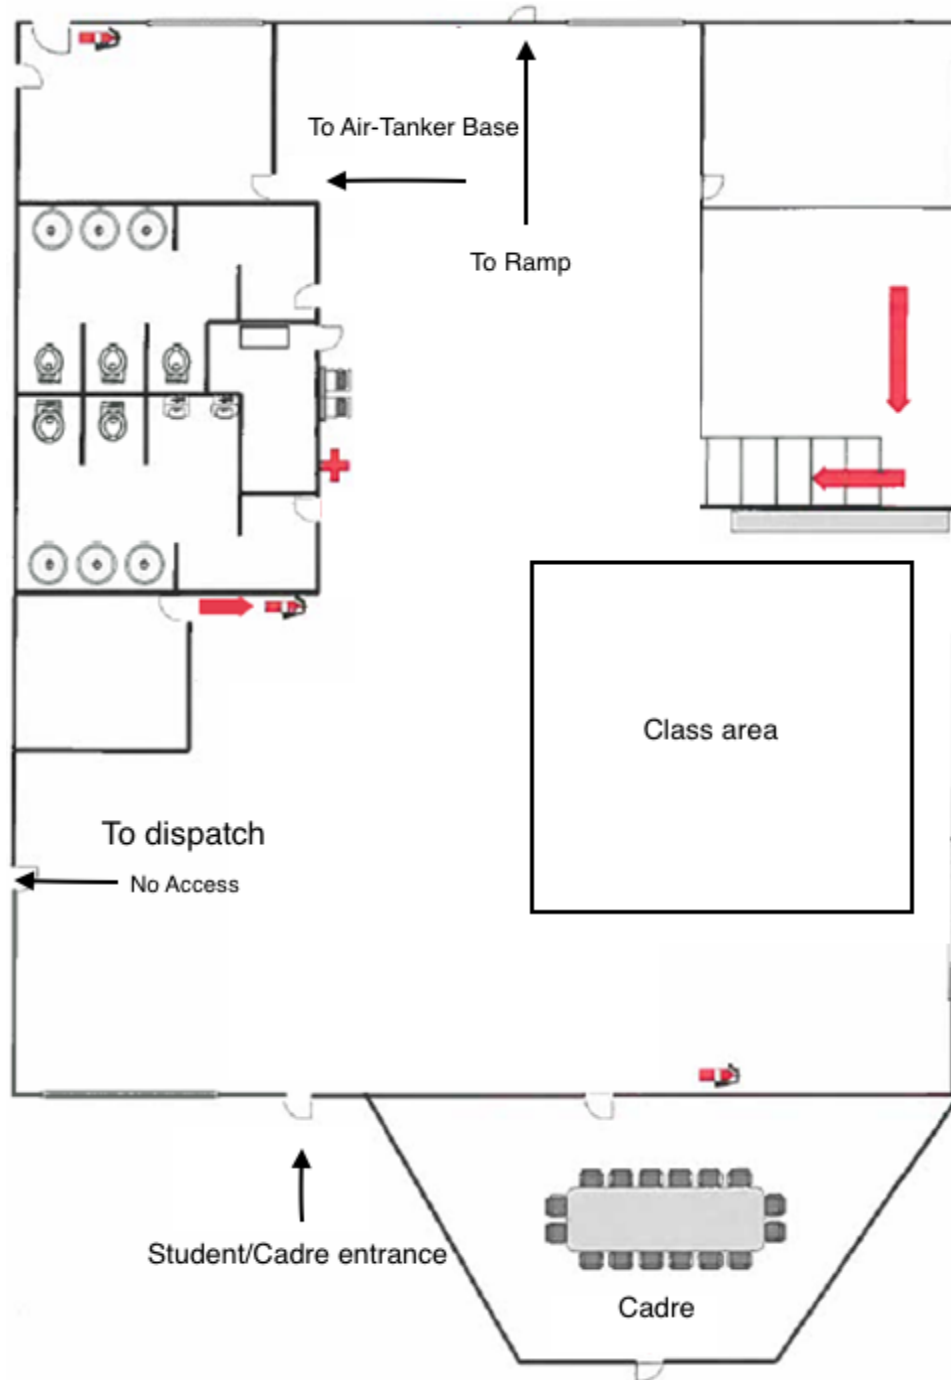 To Air-Tanker Base
To Ramp
Class area
To dispatch
No Access
Student/Cadre entrance
Cadre